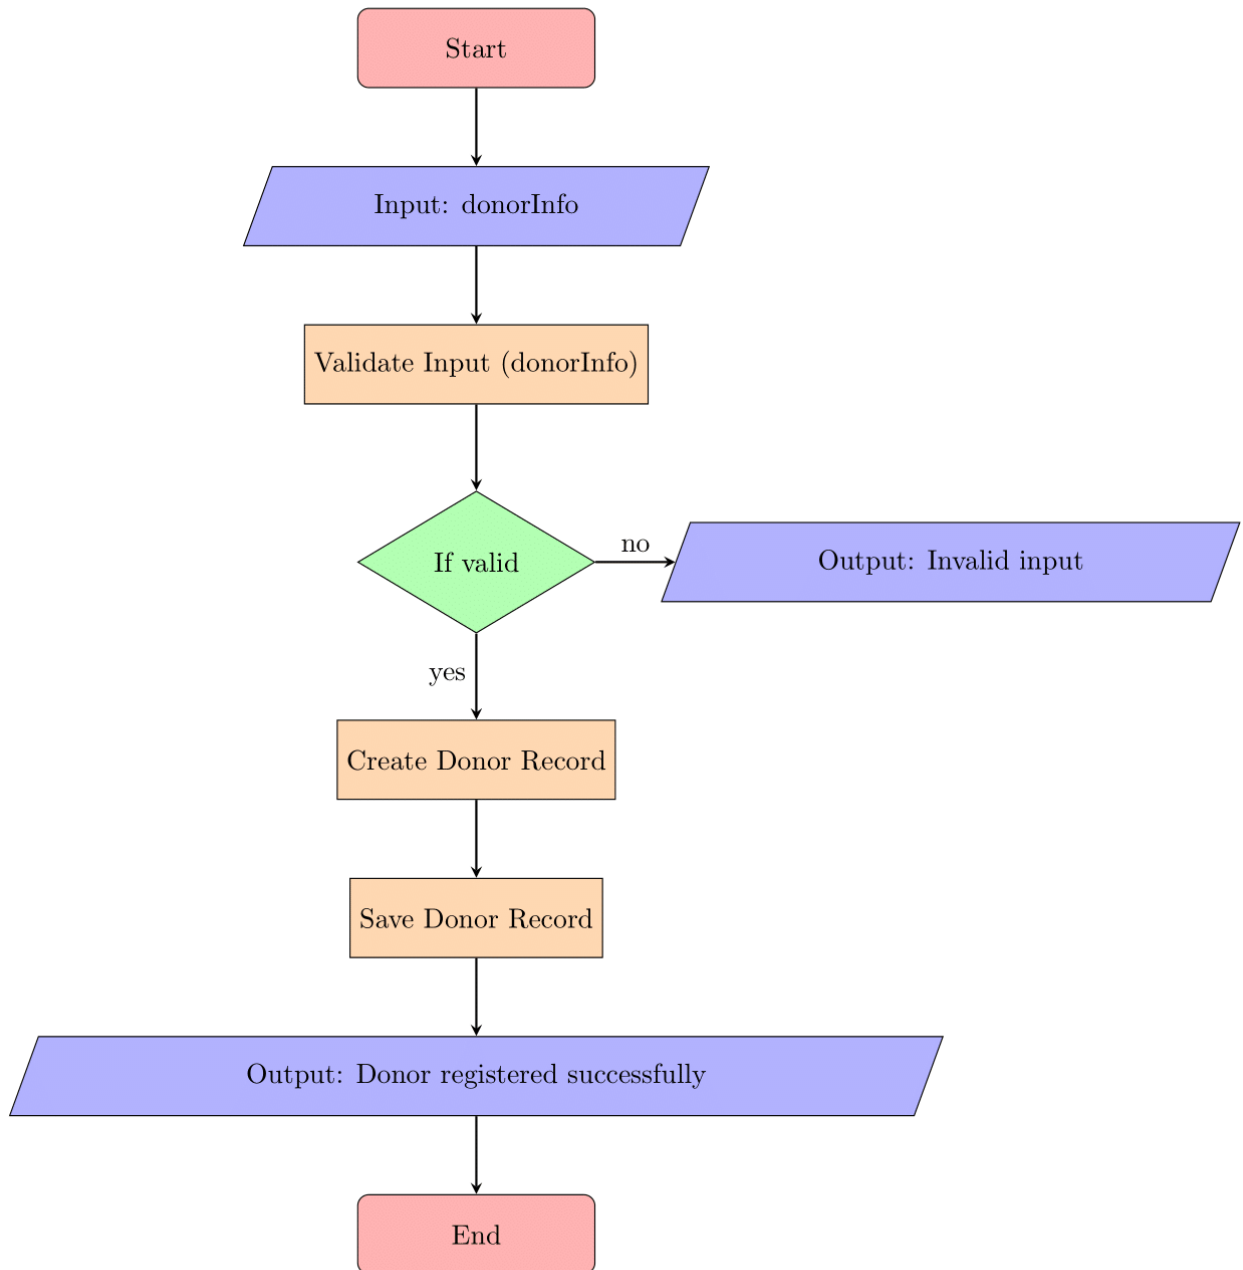 Start
Input: donorInfo
Validate Input (donorInfo)
If valid
no
Output: Invalid input
yes
Create Donor Record
Save Donor Record
Output: Donor registered successfully
End